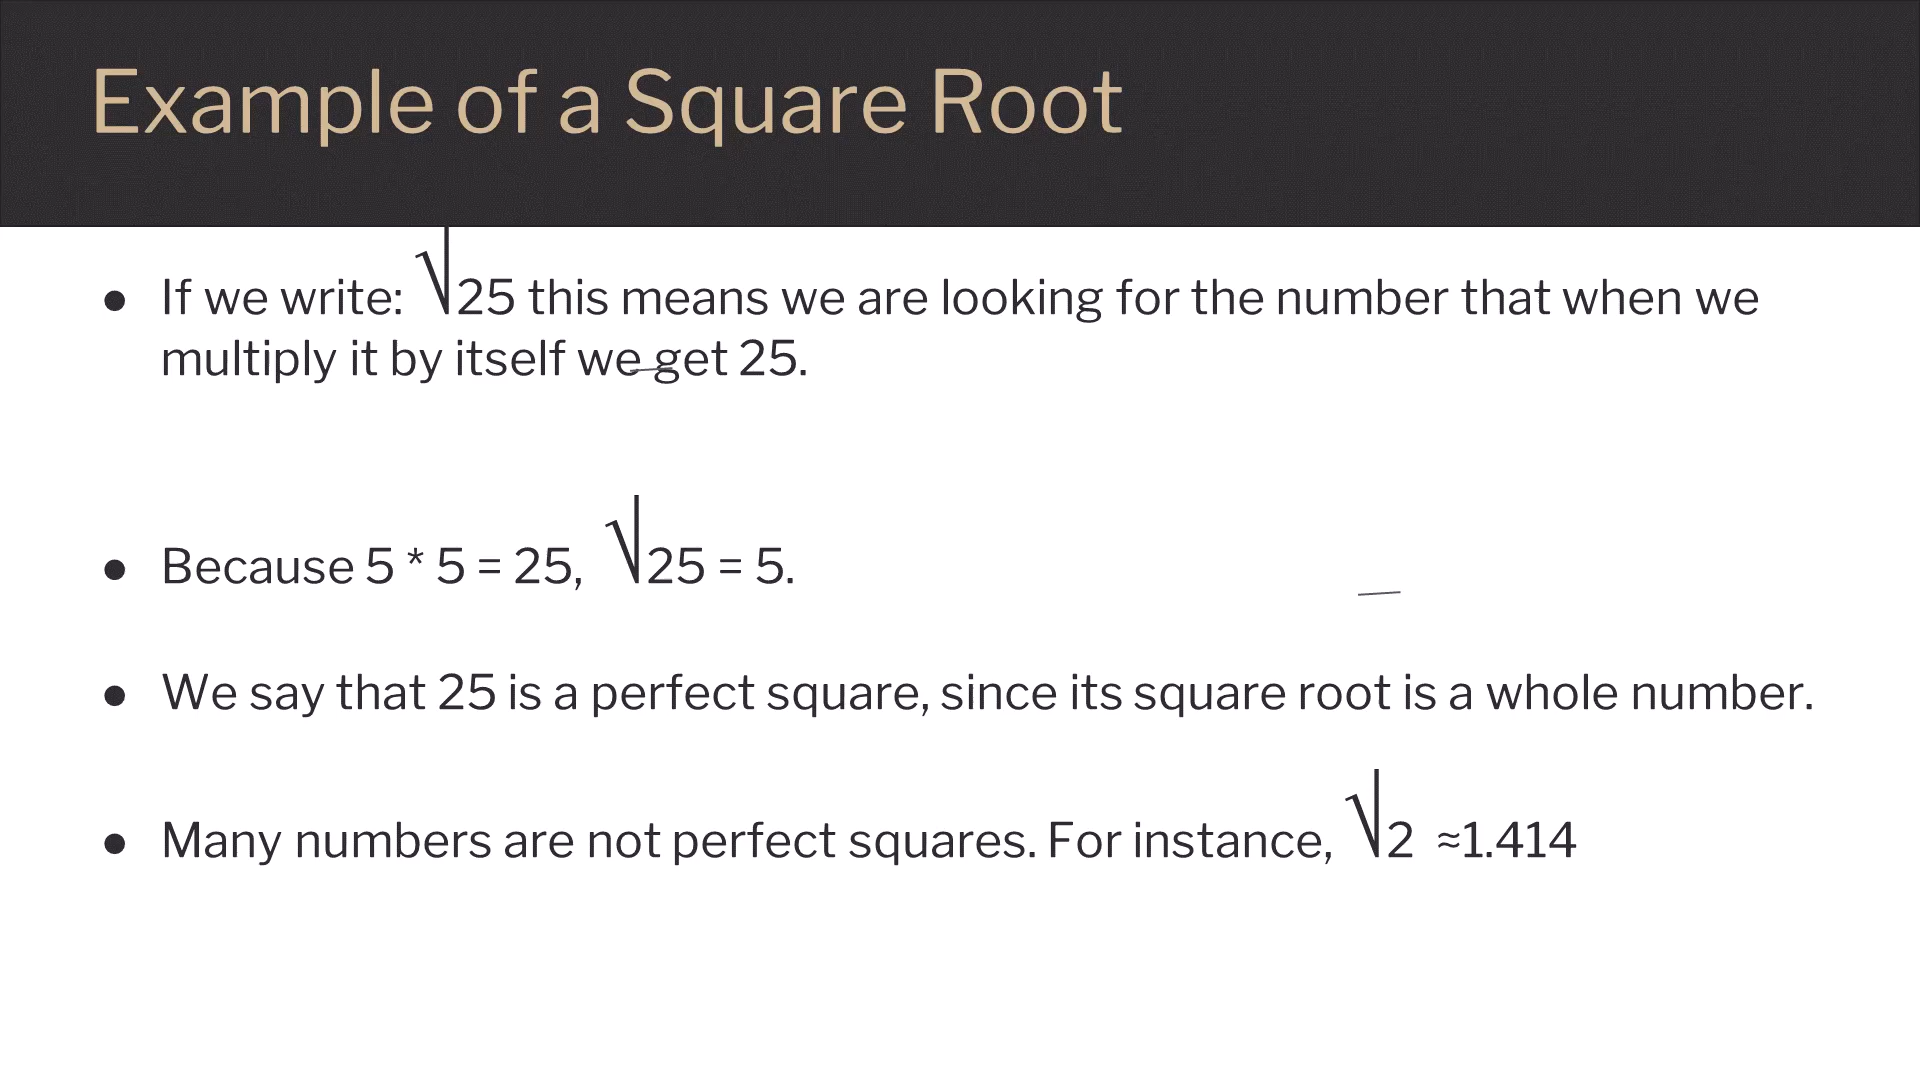 Example of a Square Root
● If we write: √25 this means we are looking for the number that when we
multiply it by itself we get 25.
● Because 5 * 5 = 25, √25 = 5.
● We say that 25 is a perfect square, since its square root is a whole number.
● Many numbers are not perfect squares. For instance, √2 ≈1.414